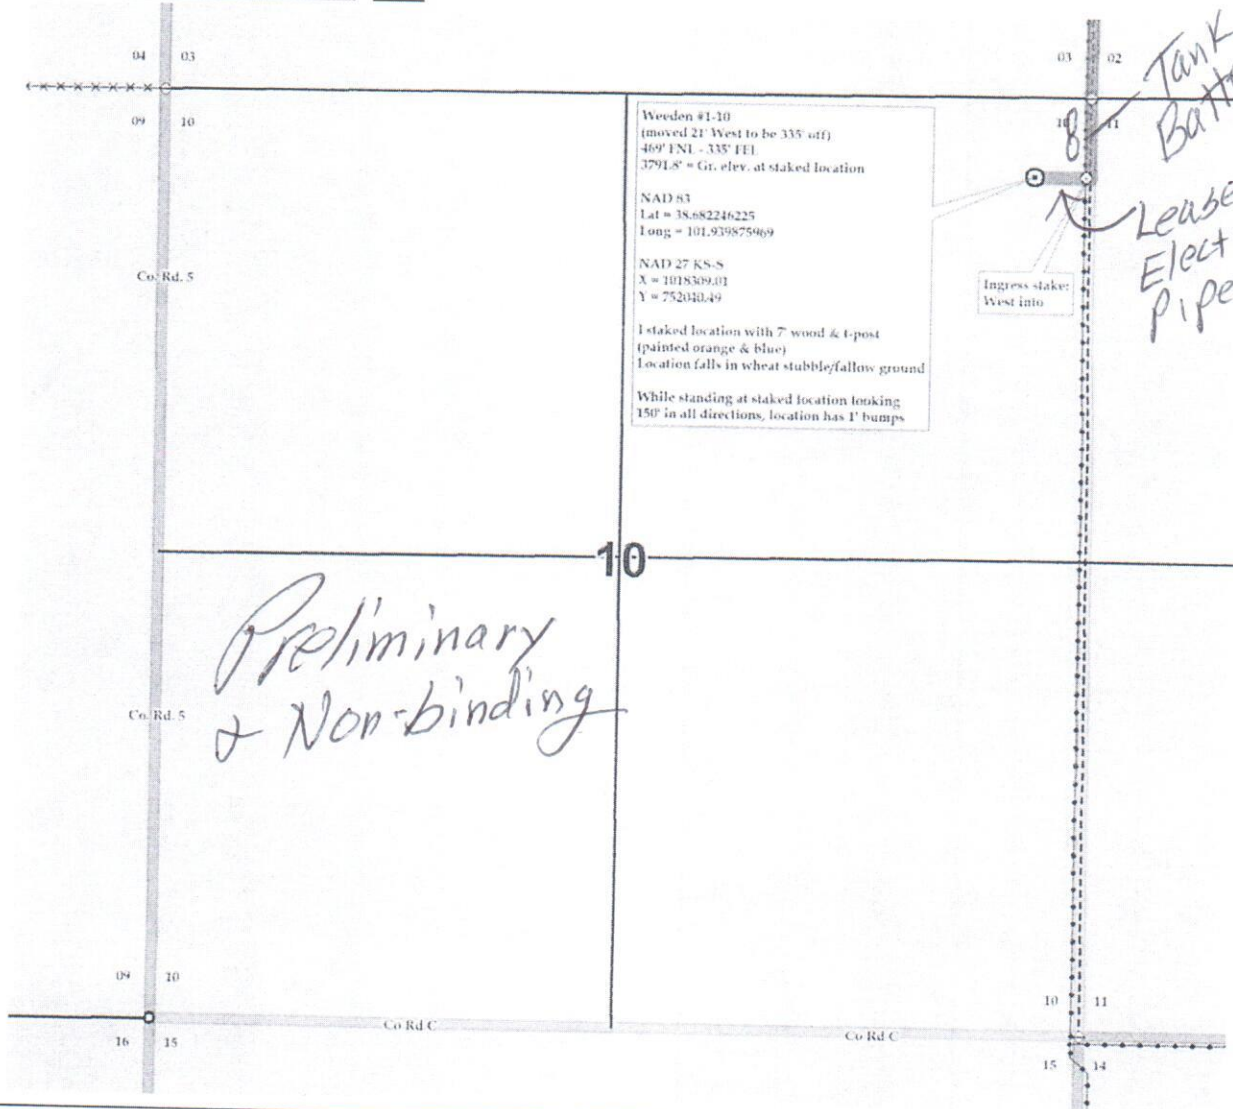 04 03
09 10
03 02
10 11
Tank
Weeden #1-10
(moved 21' West to be 335' off)
469' FNL - 335' FEL
3791.8' = Gr. elev. at staked location
NAD 83
Lat = 38.682246225
Long = 101.939875969
NAD 27 KS-S
X = 1018309.01
Y = 752040.49
I staked location with 7' wood & t-post
(painted orange & blue)
Location falls in wheat stubble/fallow ground
While standing at staked location looking
150' in all directions, location has 1' bumps
Lease
Ingress stake:
West into
Co. Rd. 5
10
Preliminary
& Non-binding
Co. Rd. 5
09 10
16 15
Co Rd C
Co Rd C
10 11
15 14